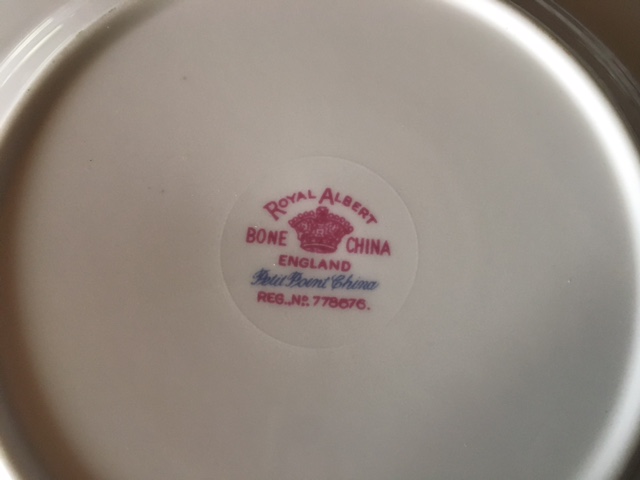 ROYAL ALBERT
BONE CHINA
ENGLAND
Petit Point China
REG. No. 778676.